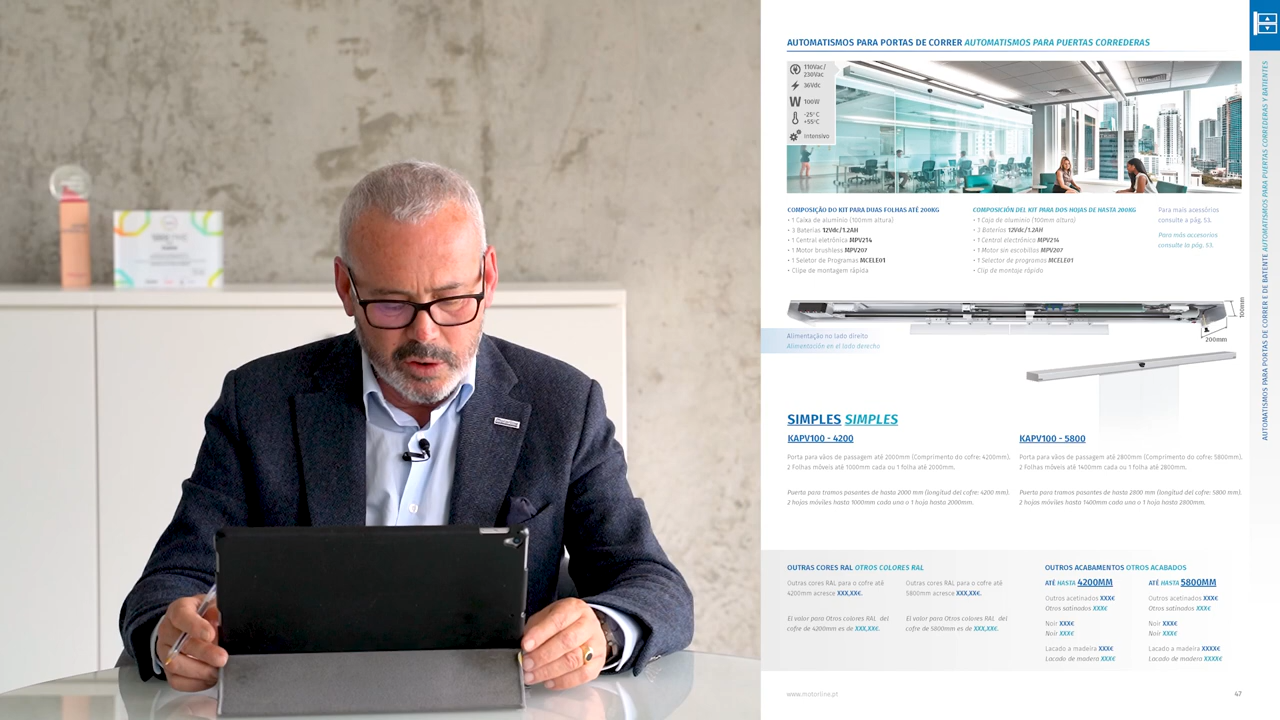 AUTOMATISMOS PARA PORTAS DE CORRER AUTOMATISMOS PARA PUERTAS CORREDERAS
110Vac/
230Vac
36Vdc
W 100W
-25º C
+55ºC
intensivo
COMPOSIÇÃO DO KIT PARA DUAS FOLHAS ATÉ 200KG
• 1 Caixa de alumínio (100mm altura)
• 3 Baterias 12Vdc/1.2AH
• 1 Central eletrónica MPV214
• 1 Motor brushless MPV207
• 1 Seletor de Programas MCELE01
• Clipe de montagem rápida
COMPOSICIÓN DEL KIT PARA DOS HOJAS DE HASTA 200KG
• 1 Caja de aluminio (100mm altura)
• 3 Baterías 12Vdc/1.2AH
• 1 Central electrónica MPV214
• 1 Motor sin escobillas MPV207
• 1 Selector de programas MCELE01
• Clip de montaje rápido
Para mais acessórios
consulte a pág. 53.
Para más accesorios
consulte la pág. 53.
100mm
200mm
Alimentação no lado direito
Alimentación en el lado derecho
SIMPLES SIMPLES
KAPV100 - 4200
Porta para vãos de passagem até 2000mm (Comprimento do cofre: 4200mm).
2 Folhas móveis até 1000mm cada ou 1 folha até 2000mm.
Puerta para tramos pasantes de hasta 2000 mm (longitud del cofre: 4200 mm).
2 hojas móviles hasta 1000mm cada una o 1 hoja hasta 2000mm.
KAPV100 - 5800
Porta para vãos de passagem até 2800mm (Comprimento do cofre: 5800mm).
2 Folhas móveis até 1400mm cada ou 1 folha até 2800mm.
Puerta para tramos pasantes de hasta 2800 mm (longitud del cofre: 5800 mm).
2 hojas móviles hasta 1400mm cada una o 1 hoja hasta 2800mm.
OUTRAS CORES RAL OTROS COLORES RAL
Outras cores RAL para o cofre até
4200mm acresce XXX,XX€.
El valor para Otros colores RAL del
cofre de 4200mm es de XXX,XX€.
Outras cores RAL para o cofre até
5800mm acresce XXX,XX€.
El valor para Otros colores RAL del
cofre de 5800mm es de XXX,XX€.
OUTROS ACABAMENTOS OTROS ACABADOS
ATÉ HASTA 4200MM
Outros acetinados XXX€
Otros satinados XXX€
Noir XXX€
Noir XXX€
Lacado a madeira XXX€
Lacado de madera XXX€
ATÉ HASTA 5800MM
Outros acetinados XXX€
Otros satinados XXX€
Noir XXX€
Noir XXX€
Lacado a madeira XXXX€
Lacado de madera XXXX€
www.motorline.pt
47
AUTOMATISMOS PARA PORTAS DE CORRER E DE BATENTE AUTOMATISMOS PARA PUERTAS CORREDERAS Y BATIENTES